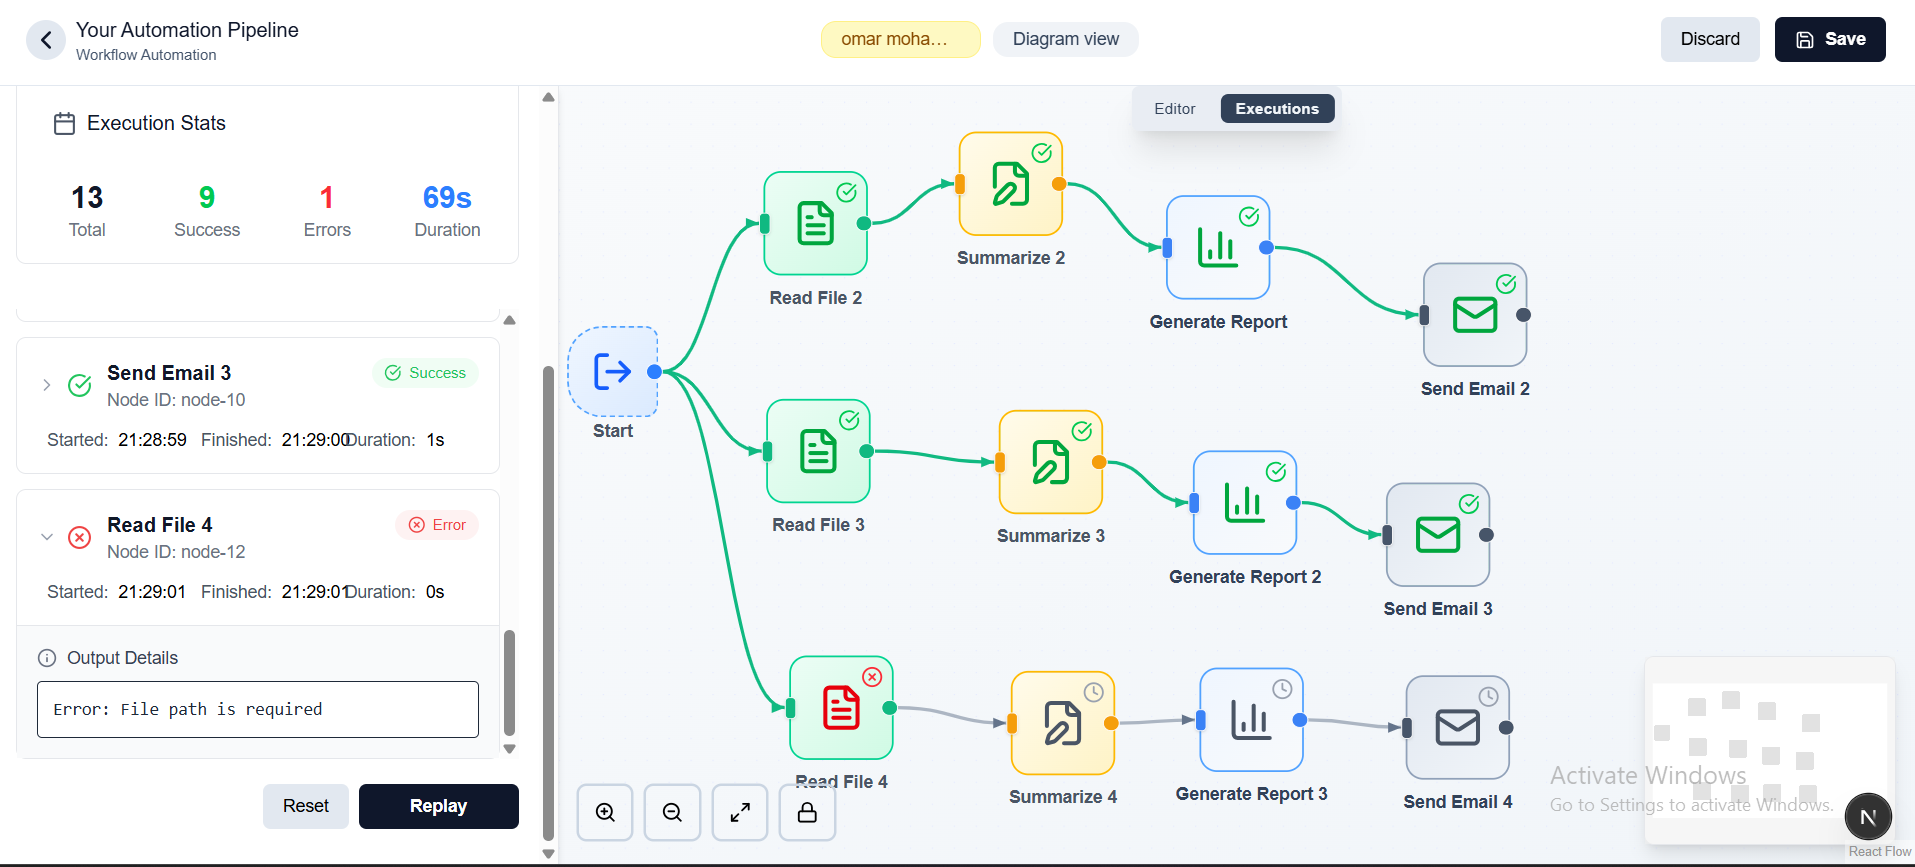 Your Automation Pipeline
Workflow Automation
omar moha…
Diagram view
Discard
Save
Execution Stats
13
9
1
69s
Total
Success
Errors
Duration
Send Email 3
Node ID: node-10
Success
Started: 21:28:59 Finished: 21:29:00 Duration: 1s
Read File 4
Node ID: node-12
Error
Started: 21:29:01 Finished: 21:29:01 Duration: 0s
Output Details
Error: File path is required
Reset
Replay
Editor
Executions
Start
Read File 2
Summarize 2
Generate Report
Send Email 2
Read File 3
Summarize 3
Generate Report 2
Send Email 3
Read File 4
Summarize 4
Generate Report 3
Send Email 4
Activate Windows
Go to Settings to activate Windows.
N
React Flow